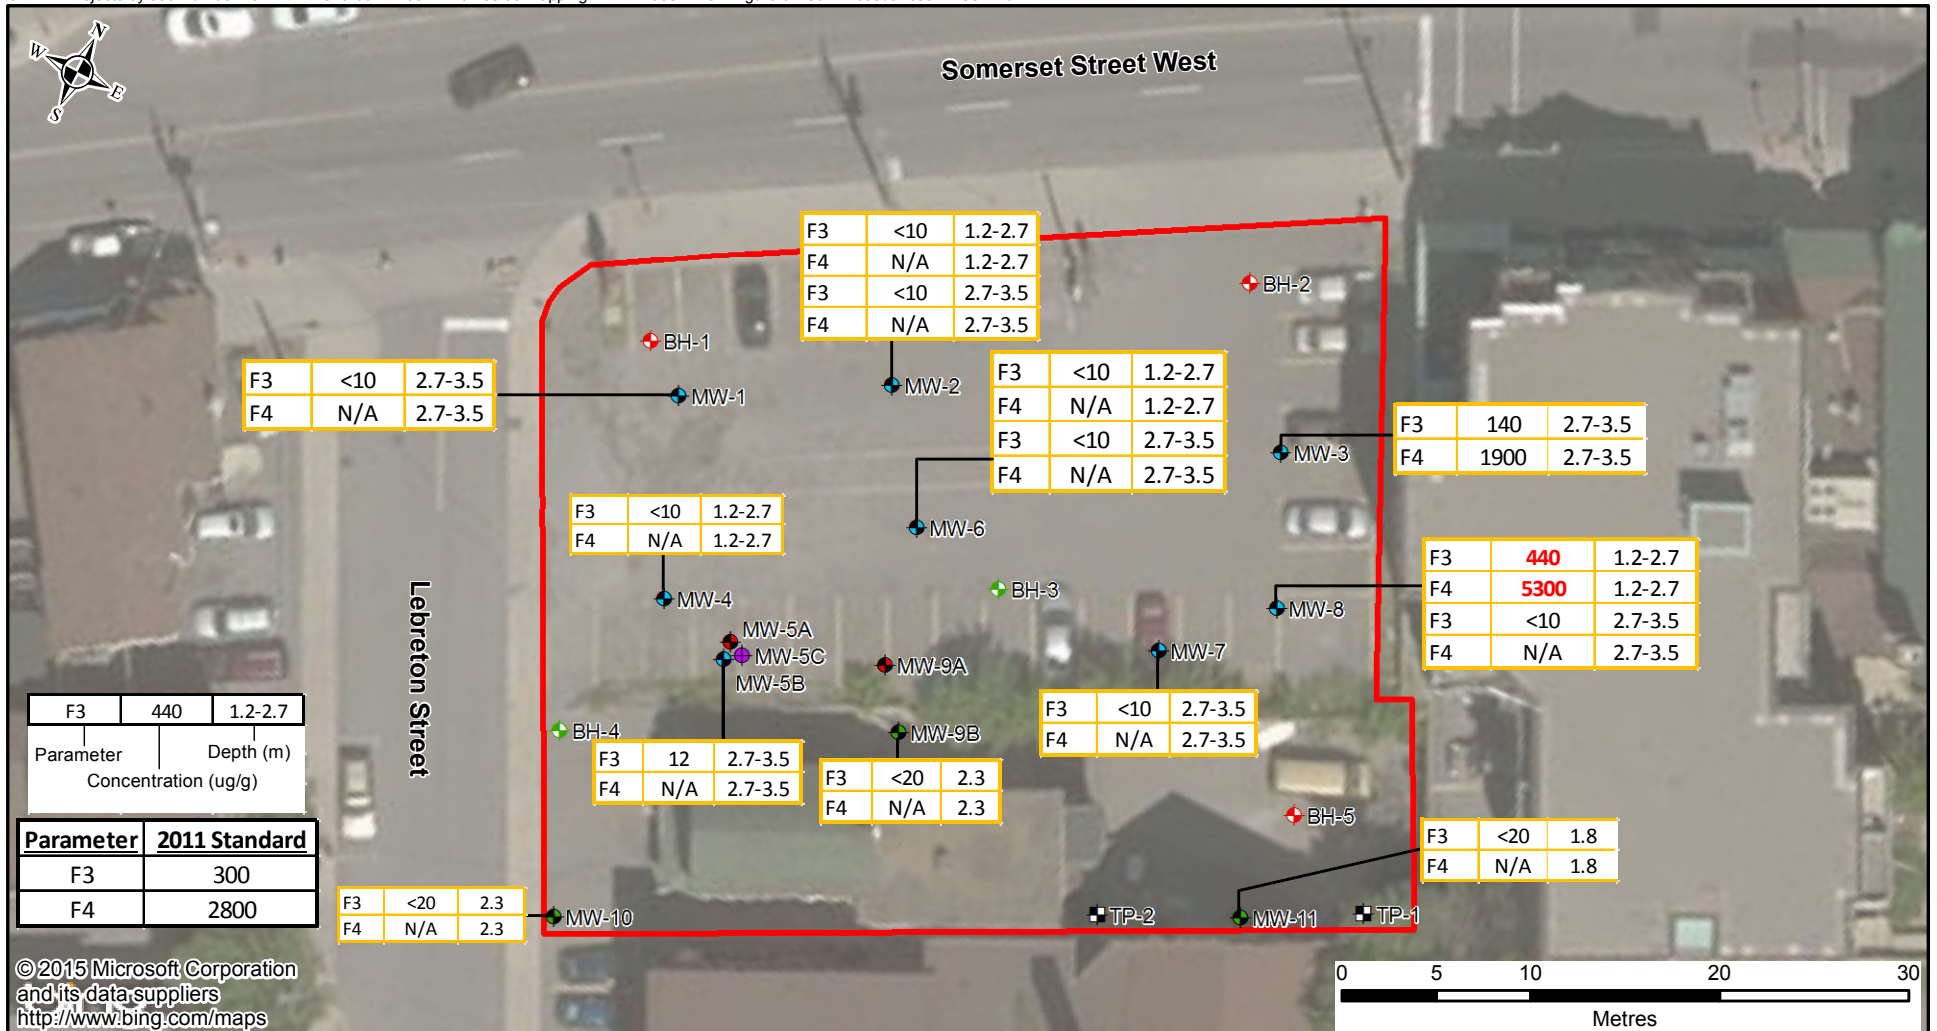 N
W
E
S
Somerset Street West
F3 <10 1.2-2.7
F4 N/A 1.2-2.7
F3 <10 2.7-3.5
F4 N/A 2.7-3.5
BH-2
BH-1
F3 <10 2.7-3.5
F4 N/A 2.7-3.5
MW-1
MW-2
F3 <10 1.2-2.7
F4 N/A 1.2-2.7
F3 <10 2.7-3.5
F4 N/A 2.7-3.5
F3 140 2.7-3.5
F4 1900 2.7-3.5
MW-3
F3 <10 1.2-2.7
F4 N/A 1.2-2.7
MW-6
F3 440 1.2-2.7
F4 5300 1.2-2.7
F3 <10 2.7-3.5
F4 N/A 2.7-3.5
BH-3
MW-4
MW-8
Lebreton Street
MW-5A
MW-5C
MW-5B
MW-9A
MW-7
F3 440 1.2-2.7
Parameter
Depth (m)
Concentration (ug/g)
BH-4
MW-9B
F3 <10 2.7-3.5
F4 N/A 2.7-3.5
F3 12 2.7-3.5
F4 N/A 2.7-3.5
F3 <20 2.3
F4 N/A 2.3
BH-5
Parameter 2011 Standard
F3 300
F4 2800
F3 <20 1.8
F4 N/A 1.8
F3 <20 2.3
F4 N/A 2.3
MW-10
TP-2
MW-11
TP-1
© 2015 Microsoft Corporation
and its data suppliers
http://www.bing.com/maps
0 5 10 20 30
Metres